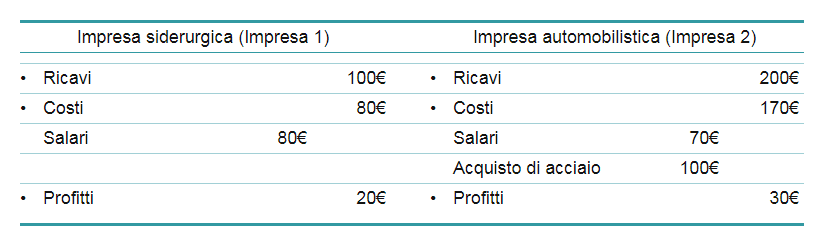 Impresa siderurgica (Impresa 1) Impresa automobilistica (Impresa 2)
• Ricavi 100€ • Ricavi 200€
• Costi 80€ • Costi 170€
Salari 80€ Salari 70€
Acquisto di acciaio 100€
• Profitti 20€ • Profitti 30€